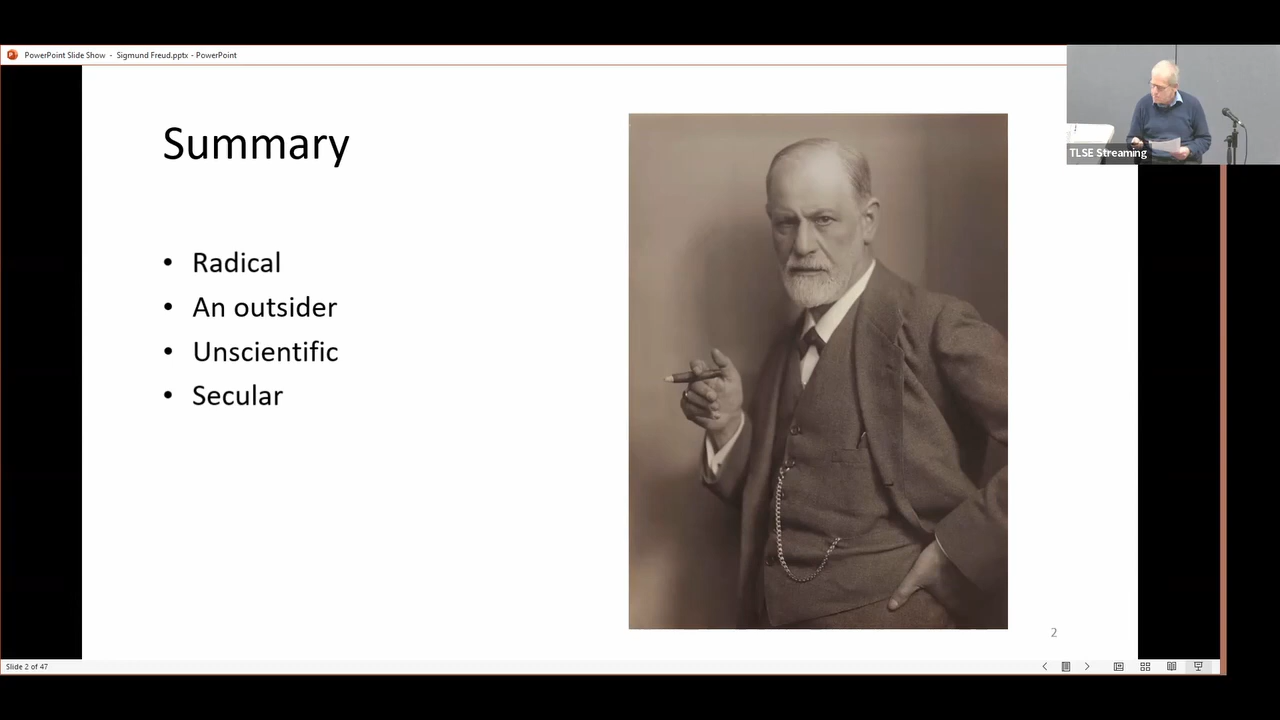 PowerPoint Slide Show - Sigmund Freud.pptx - PowerPoint
TLSE Streaming
Summary
• Radical
• An outsider
• Unscientific
• Secular
2
Slide 2 of 47